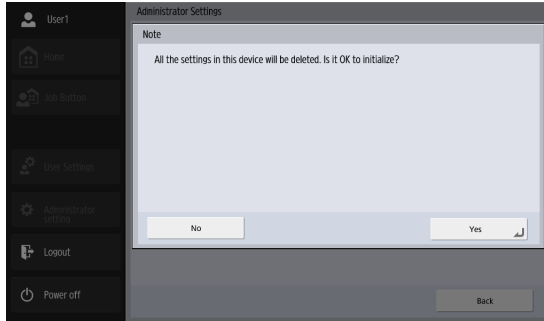 User1
Home
Job Button
User Settings
Administrator
setting
Logout
Power off
Administrator Settings
Note
All the settings in this device will be deleted. Is it OK to initialize?
No
Yes
Back